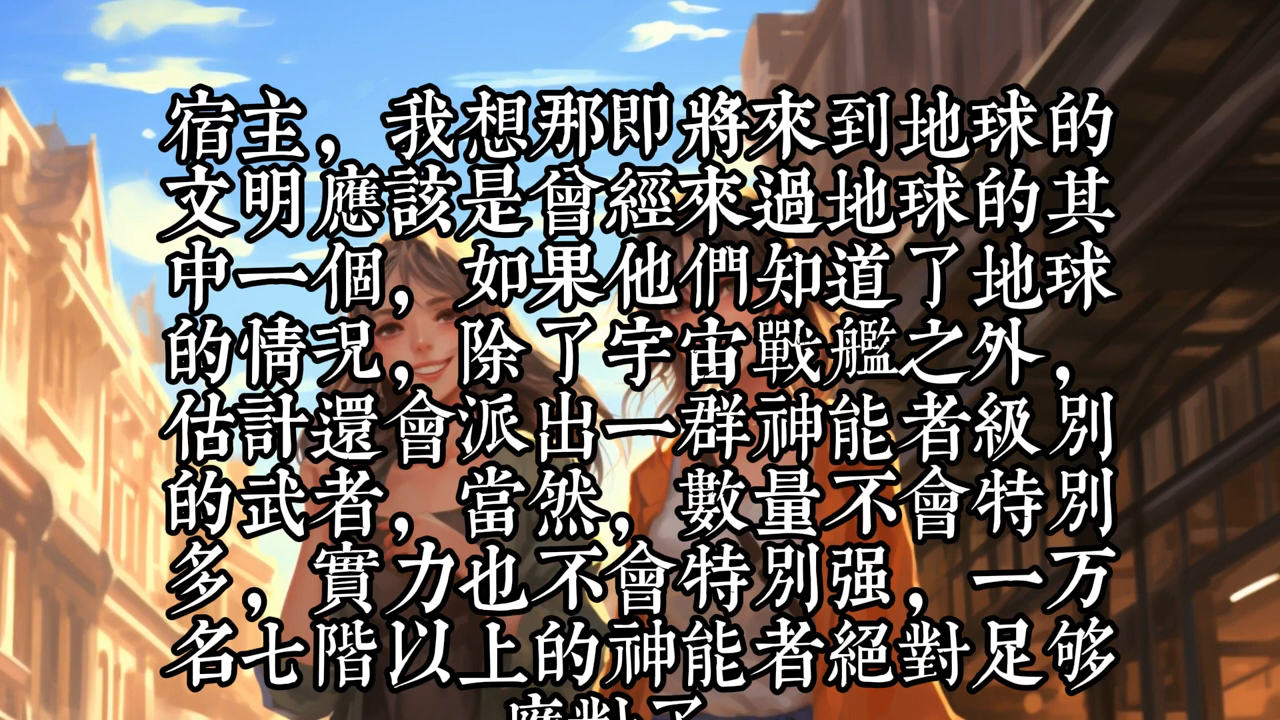 宿主，我想那即將來到地球的
文明應該是曾經來過地球的其
中一個，如果他們知道了地球
的情況，除了宇宙戰艦之外，
估計還會派出一群神能者級別
的武者，當然，數量不會特別
多，實力也不會特別强，一万
名七階以上的神能者絕對足够
應對了